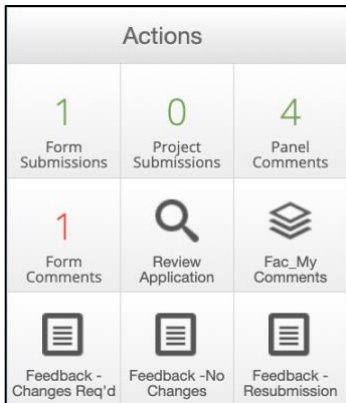 Actions
1 0 4
Form Project Panel
Submissions Submissions Comments
1
Form Review Fac_My
Comments Application Comments
Feedback - Feedback -No Feedback -
Changes Req'd Changes Resubmission